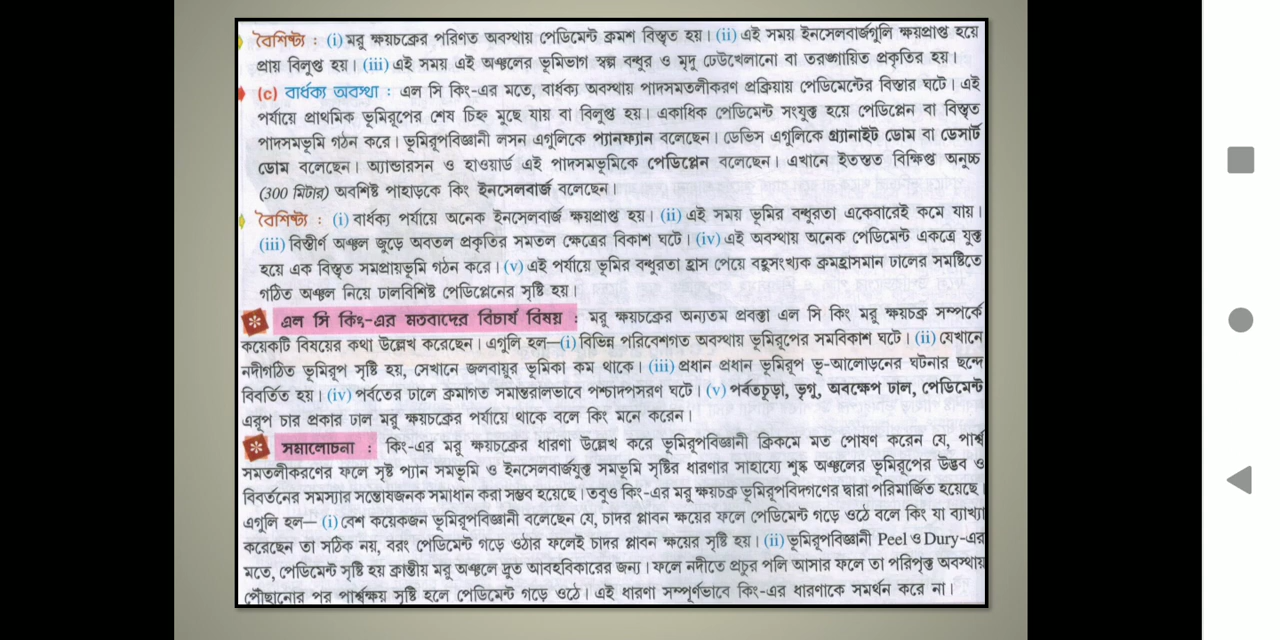 বৈশিষ্ট্য : (i) মরু ক্ষয়চক্রের পরিণত অবস্থায় পেডিমেন্ট ক্রমশ বিস্তৃত হয়। (ii) এই সময় ইনসেলবার্জগুলি ক্ষয়প্রাপ্ত হয়ে
প্রায় বিলুপ্ত হয়। (iii) এই সময় এই অঞ্চলের ভূমিভাগ স্বল্প বন্ধুর ও মৃদু ঢেউখেলানো বা তরঙ্গায়িত প্রকৃতির হয়।
(c) বার্ধক্য অবস্থা : এল সি কিং-এর মতে, বার্ধক্য অবস্থায় পাদসমতলীকরণ প্রক্রিয়ায় পেডিমেন্টের বিস্তার ঘটে। এই
পর্যায়ে প্রাথমিক ভূমিরূপের শেষ চিহ্ন মুছে যায় বা বিলুপ্ত হয়। একাধিক পেডিমেন্ট সংযুক্ত হয়ে পেডিপ্লেন বা বিস্তৃত
পাদসমভূমি গঠন করে। ভূমিরূপবিজ্ঞানী লসন এগুলিকে প্যানফ্যান বলেছেন। ডেভিস এগুলিকে গ্র্যানাইট ডোম বা ডেসার্ট
ডোম বলেছেন। অ্যান্ডারসন ও হাওয়ার্ড এই পাদসমভূমিকে পেডিপ্লেন বলেছেন। এখানে ইতস্তত বিক্ষিপ্ত অনুচ্চ
(300 মিটার) অবশিষ্ট পাহাড়কে কিং ইনসেলবার্জ বলেছেন।
বৈশিষ্ট্য : (i) বার্ধক্য পর্যায়ে অনেক ইনসেলবার্জ ক্ষয়প্রাপ্ত হয়। (ii) এই সময় ভূমির বন্ধুরতা একেবারেই কমে যায়।
(iii) বিস্তীর্ণ অঞ্চল জুড়ে অবতল প্রকৃতির সমতল ক্ষেত্রের বিকাশ ঘটে। (iv) এই অবস্থায় অনেক পেডিমেন্ট একত্রে যুক্ত
হয়ে এক বিস্তৃত সমপ্রায়ভূমি গঠন করে। (v) এই পর্যায়ে ভূমির বন্ধুরতা হ্রাস পেয়ে বহুসংখ্যক ক্রমহ্রাসমান ঢালের সমষ্টিতে
গঠিত অঞ্চল নিয়ে ঢালবিশিষ্ট পেডিপ্লেনের সৃষ্টি হয়।
* এল সি কিং-এর মতবাদের বিচার্য বিষয় : মরু ক্ষয়চক্রের অন্যতম প্রবক্তা এল সি কিং মরু ক্ষয়চক্র সম্পর্কে
কয়েকটি বিষয়ের কথা উল্লেখ করেছেন। এগুলি হল—(i) বিভিন্ন পরিবেশগত অবস্থায় ভূমিরূপের সমবিকাশ ঘটে। (ii) যেখানে
নদীগঠিত ভূমিরূপ সৃষ্টি হয়, সেখানে জলবায়ুর ভূমিকা কম থাকে। (iii) প্রধান প্রধান ভূমিরূপ ভূ-আলোড়নের ঘটনার ছন্দে
বিবর্তিত হয়। (iv) পর্বতের ঢালে ক্রমাগত সমান্তরালভাবে পশ্চাদপসরণ ঘটে। (v) পর্বতচূড়া, ভৃগু, অবক্ষেপ ঢাল, পেডিমেন্ট
এরূপ চার প্রকার ঢাল মরু ক্ষয়চক্রের পর্যায়ে থাকে বলে কিং মনে করেন।
* সমালোচনা : কিং-এর মরু ক্ষয়চক্রের ধারণা উল্লেখ করে ভূমিরূপবিজ্ঞানী ক্রিকমে মত পোষণ করেন যে, পার্শ্ব
সমতলীকরণের ফলে সৃষ্ট প্যান সমভূমি ও ইনসেলবার্জযুক্ত সমভূমি সৃষ্টির ধারণার সাহায্যে শুষ্ক অঞ্চলের ভূমিরূপের উদ্ভব ও
বিবর্তনের সমস্যার সন্তোষজনক সমাধান করা সম্ভব হয়েছে। তবুও কিং-এর মরু ক্ষয়চক্র ভূমিরূপবিদগণের দ্বারা পরিমার্জিত হয়েছে।
এগুলি হল— (i) বেশ কয়েকজন ভূমিরূপবিজ্ঞানী বলেছেন যে, চাদর প্লাবন ক্ষয়ের ফলে পেডিমেন্ট গড়ে ওঠে বলে কিং যা ব্যাখ্যা
করেছেন তা সঠিক নয়, বরং পেডিমেন্ট গড়ে ওঠার ফলেই চাদর প্লাবন ক্ষয়ের সৃষ্টি হয়। (ii) ভূমিরূপবিজ্ঞানী Peel ও Dury-এর
মতে, পেডিমেন্ট সৃষ্টি হয় ক্রান্তীয় মরু অঞ্চলে দ্রুত আবহবিকারের জন্য। ফলে নদীতে প্রচুর পলি আসার ফলে তা পরিপৃক্ত অবস্থায়
পৌঁছানোর পর পার্শ্বক্ষয় সৃষ্টি হলে পেডিমেন্ট গড়ে ওঠে। এই ধারণা সম্পূর্ণভাবে কিং-এর ধারণাকে সমর্থন করে না।